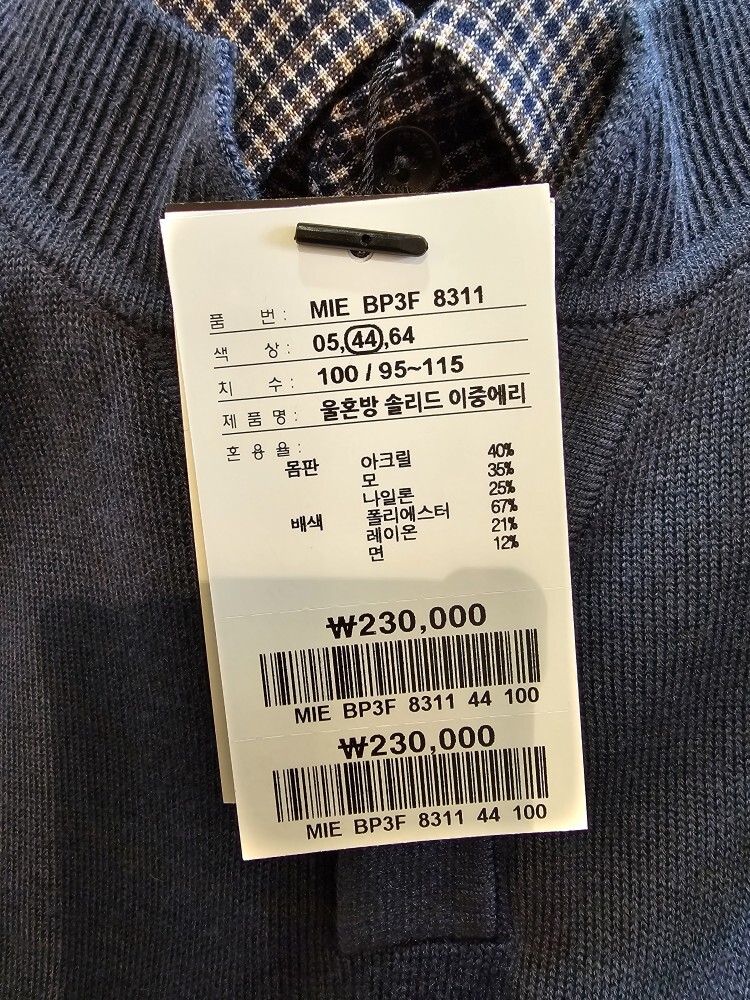 품 번 : MIE BP3F 8311
색 상 : 05,44,64
치 수 : 100 / 95~115
제 품 명 : 울혼방 솔리드 이중에리
혼 용 율 :
몸판 아크릴 40%
모 35%
나일론 25%
배색 폴리에스터 67%
레이온 21%
면 12%
₩230,000
MIE BP3F 8311 44 100
₩230,000
MIE BP3F 8311 44 100